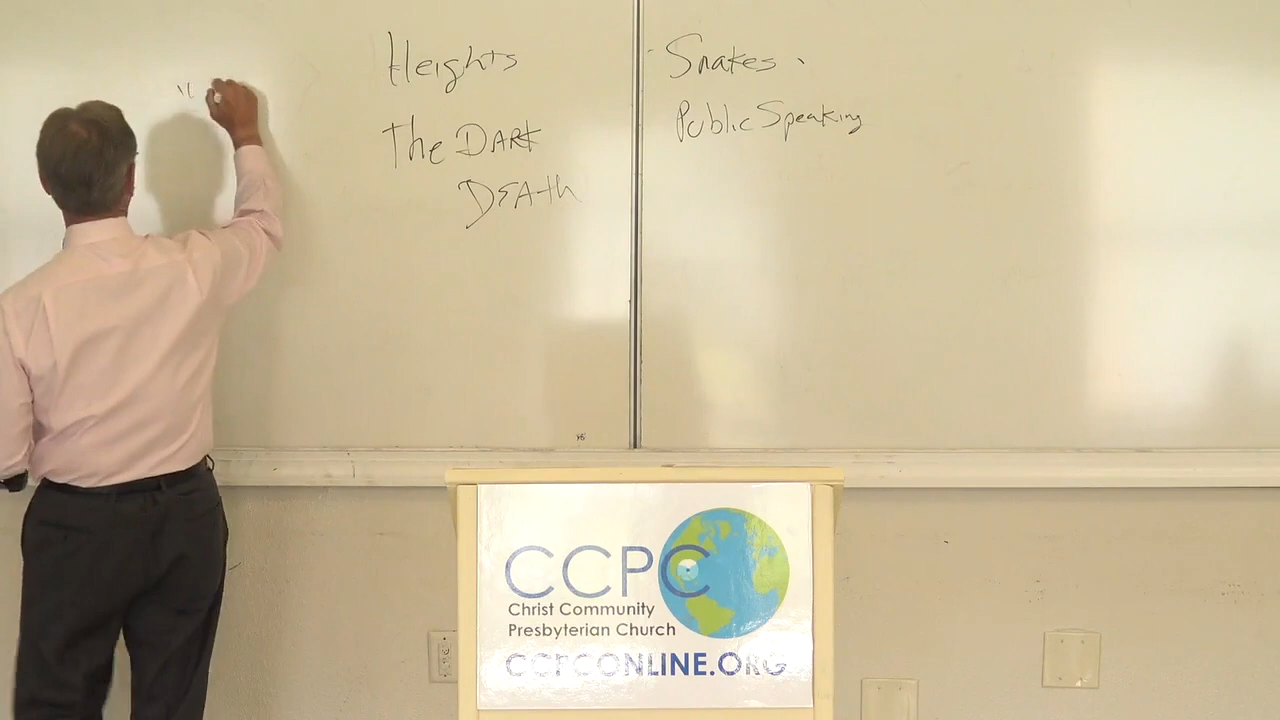 Heights
The DARK
DEATH
Snakes
Public Speaking
CCPC
Christ Community
Presbyterian Church
CCPCONLINE.ORG